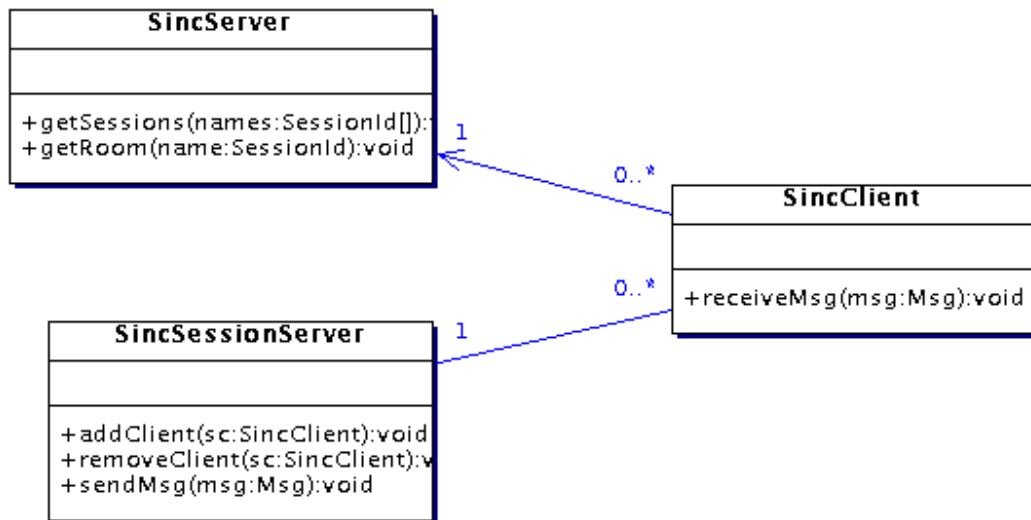 SincServer
+getSessions(names:SessionId[]):
+getRoom(name:SessionId):void
1
0..*
SincClient
+receiveMsg(msg:Msg):void
0..*
1
SincSessionServer
+addClient(sc:SincClient):void
+removeClient(sc:SincClient):v
+sendMsg(msg:Msg):void